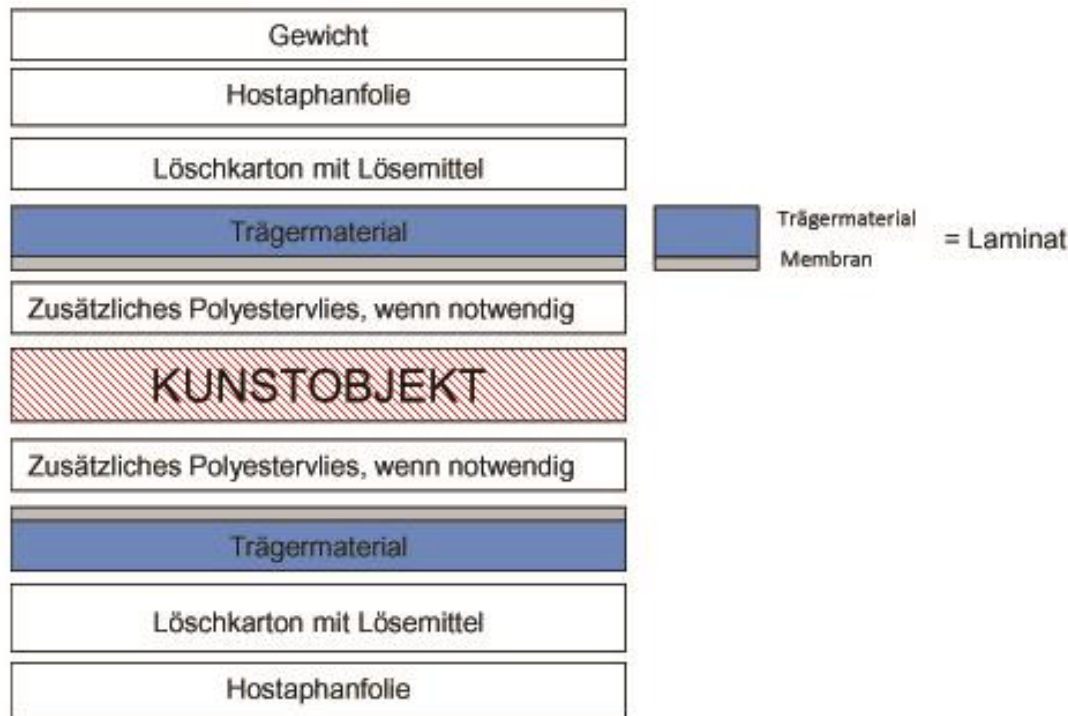 Gewicht
Hostaphanfolie
Löschkarton mit Lösemittel
Trägermaterial
Trägermaterial
Membran
= Laminat
Zusätzliches Polyestervlies, wenn notwendig
KUNSTOBJEKT
Zusätzliches Polyestervlies, wenn notwendig
Trägermaterial
Löschkarton mit Lösemittel
Hostaphanfolie